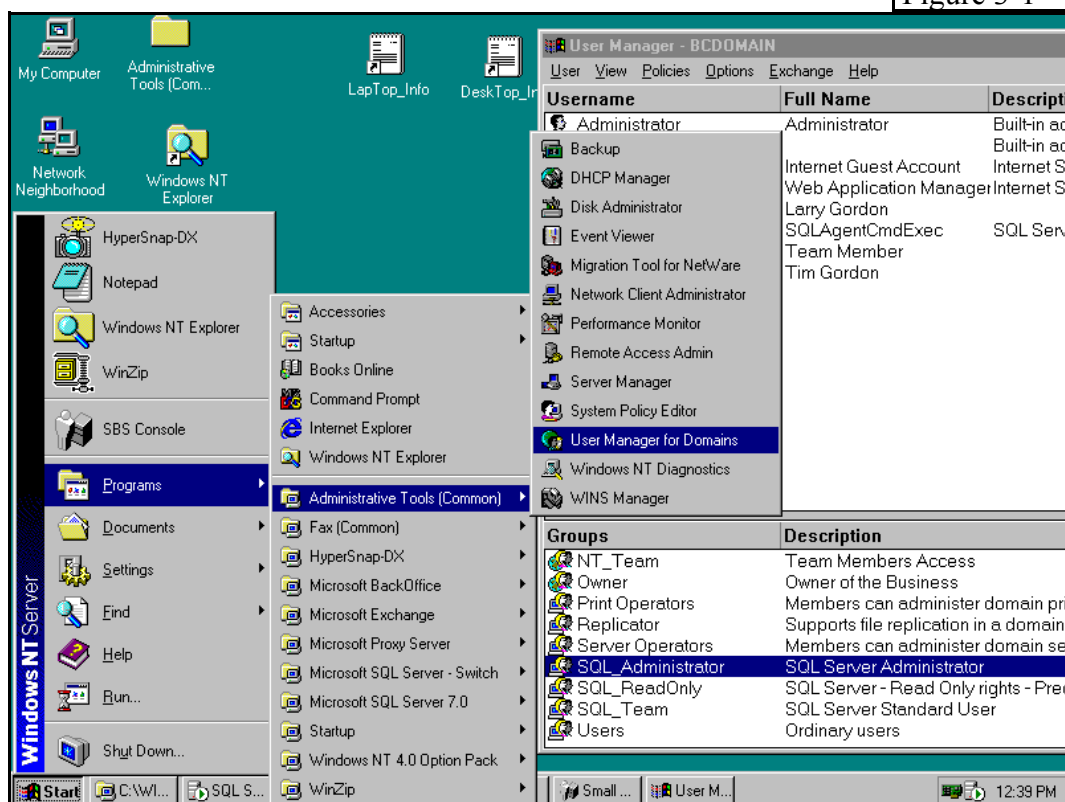 Figure 3-1
My Computer
Administrative
Tools (Com...
LapTop_Info
DeskTop_In
Network
Neighborhood
Windows NT
Explorer
User Manager - BCDOMAIN
User View Policies Options Exchange Help
Username Full Name Descripti
Administrator Administrator Built-in ac
Built-in ac
Internet Guest Account Internet S
Web Application Manager Internet S
Larry Gordon
SQLAgentCmdExec SQL Serv
Team Member
Tim Gordon
Groups Description
NT_Team Team Members Access
Owner Owner of the Business
Print Operators Members can administer domain pri
Replicator Supports file replication in a domain
Server Operators Members can administer domain se
SQL_Administrator SQL Server Administrator
SQL_ReadOnly SQL Server - Read Only rights - Pred
SQL_Team SQL Server Standard User
Users Ordinary users
Windows NT Server
HyperSnap-DX
Notepad
Windows NT Explorer
WinZip
SBS Console
Programs
Documents
Settings
Find
Help
Run...
Shut Down...
Accessories
Startup
Books Online
Command Prompt
Internet Explorer
Windows NT Explorer
Administrative Tools (Common)
Fax (Common)
HyperSnap-DX
Microsoft BackOffice
Microsoft Exchange
Microsoft Proxy Server
Microsoft SQL Server - Switch
Microsoft SQL Server 7.0
Startup
Windows NT 4.0 Option Pack
WinZip
Backup
DHCP Manager
Disk Administrator
Event Viewer
Migration Tool for NetWare
Network Client Administrator
Performance Monitor
Remote Access Admin
Server Manager
System Policy Editor
User Manager for Domains
Windows NT Diagnostics
WINS Manager
Start C:\WI... SQL S... Small ... User M... 12:39 PM